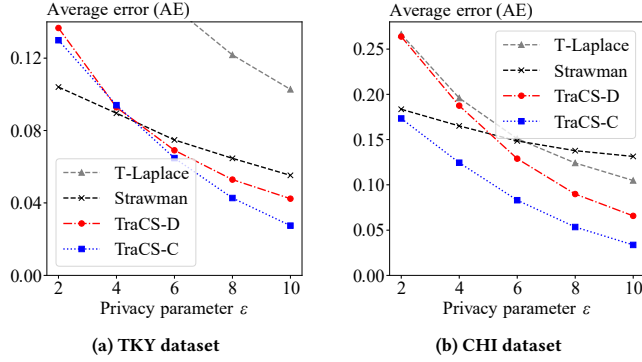 Average error (AE)
0.12
0.08
0.04
0.00
T-Laplace
Strawman
TraCS-D
TraCS-C
2 4 6 8 10
Privacy parameter ε
(a) TKY dataset
Average error (AE)
0.25
0.20
0.15
0.10
0.05
0.00
T-Laplace
Strawman
TraCS-D
TraCS-C
2 4 6 8 10
Privacy parameter ε
(b) CHI dataset